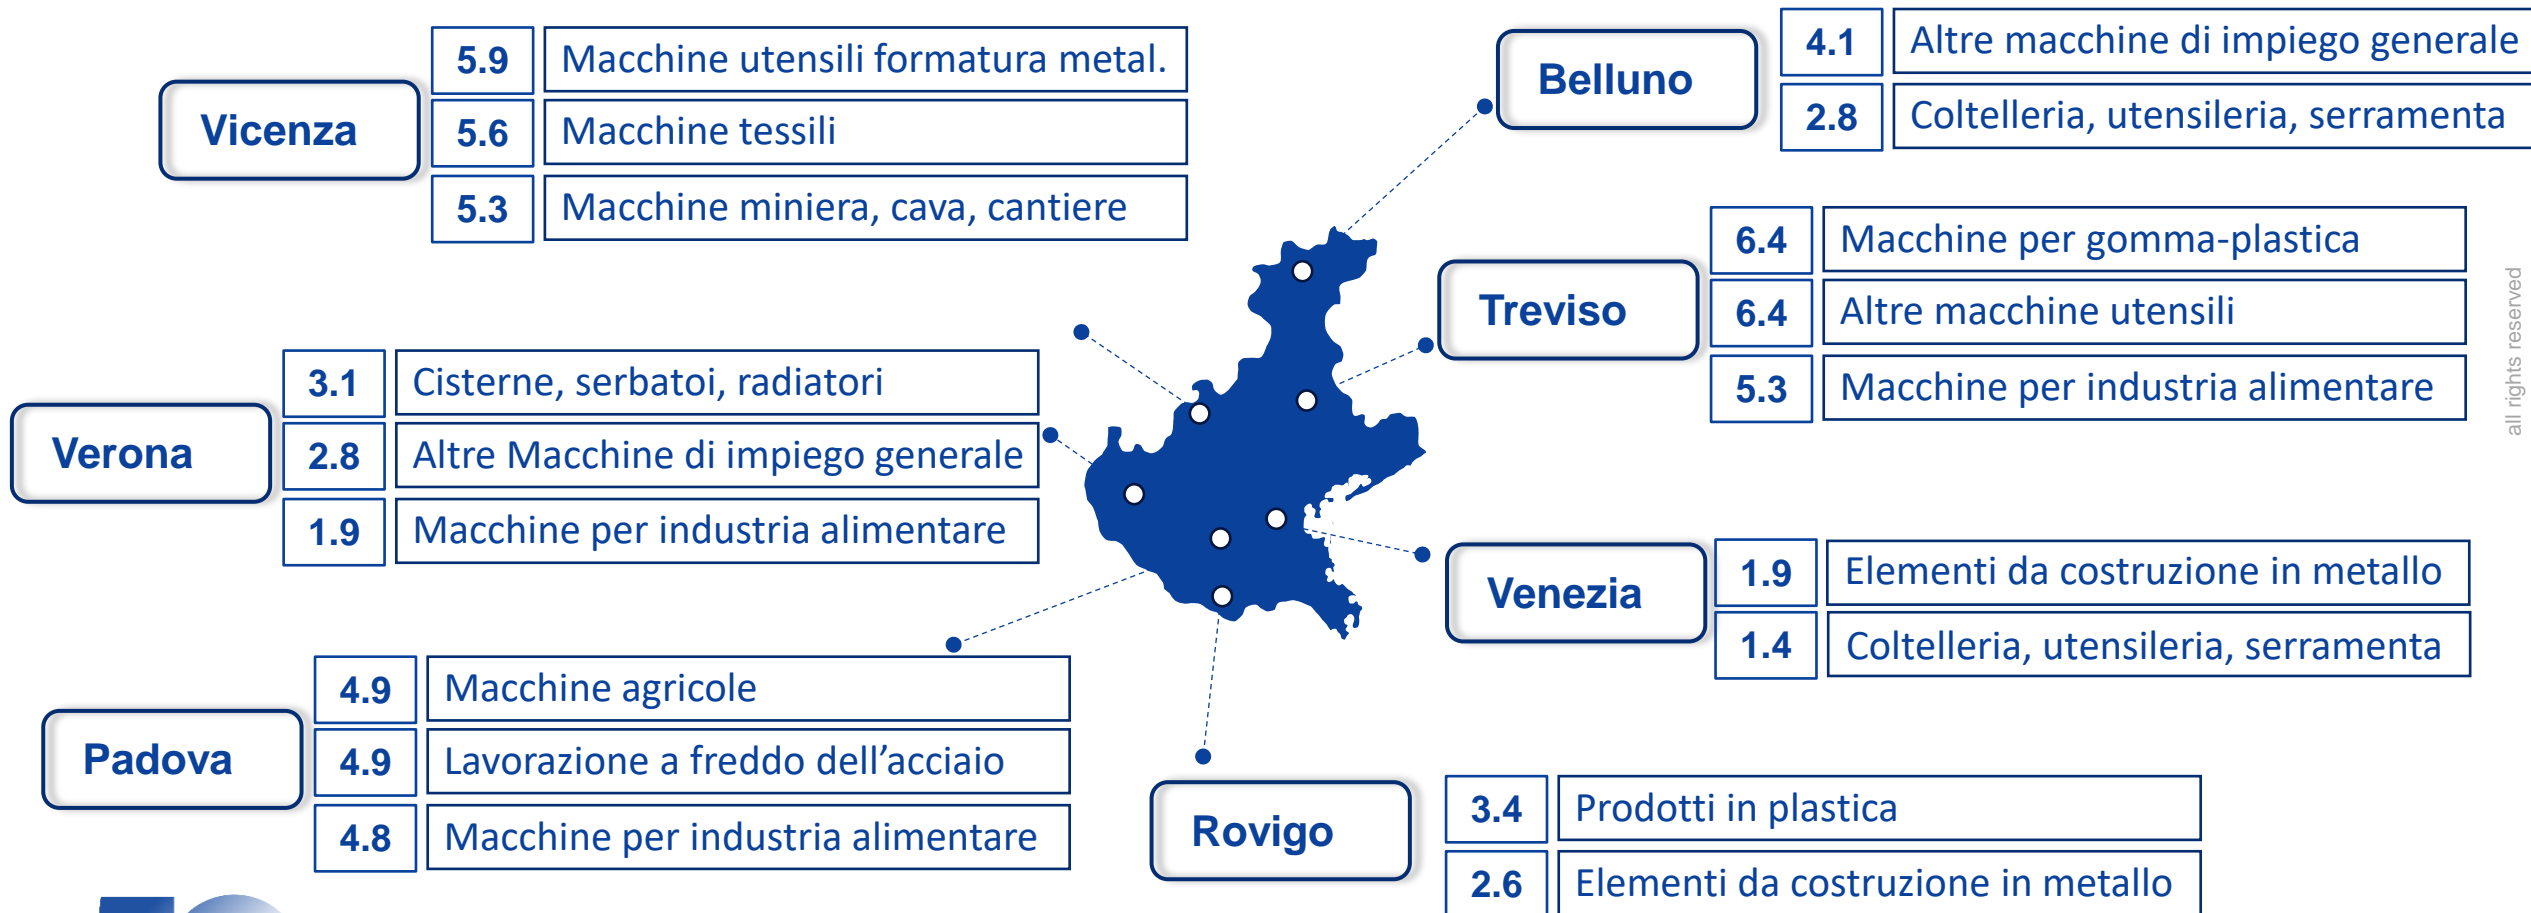 Vicenza
5.9 Macchine utensili formatura metal.
5.6 Macchine tessili
5.3 Macchine miniera, cava, cantiere
Belluno
4.1 Altre macchine di impiego generale
2.8 Coltelleria, utensileria, serramenta
Treviso
6.4 Macchine per gomma-plastica
6.4 Altre macchine utensili
5.3 Macchine per industria alimentare
all rights reserved
Verona
3.1 Cisterne, serbatoi, radiatori
2.8 Altre Macchine di impiego generale
1.9 Macchine per industria alimentare
Venezia
1.9 Elementi da costruzione in metallo
1.4 Coltelleria, utensileria, serramenta
Padova
4.9 Macchine agricole
4.9 Lavorazione a freddo dell’acciaio
4.8 Macchine per industria alimentare
Rovigo
3.4 Prodotti in plastica
2.6 Elementi da costruzione in metallo